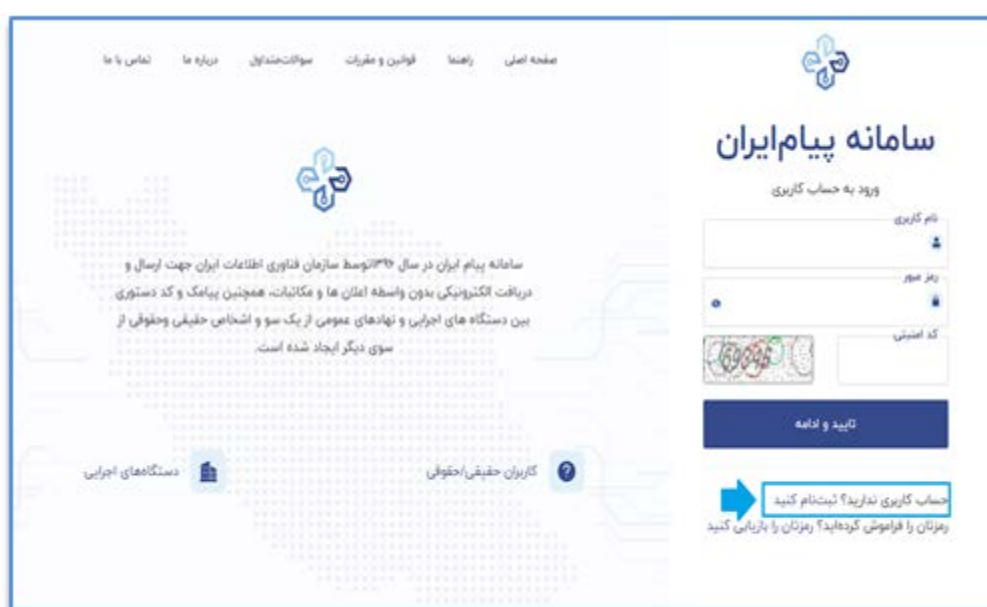 صفحه اصلی راهنما قوانین و مقررات سوالات‌متداول درباره ما تماس با ما
سامانه پیام‌ایران
ورود به حساب کاربری
نام کاربری
رمز عبور
کد امنیتی
تایید و ادامه
حساب کاربری ندارید؟ ثبت‌نام کنید
رمزتان را فراموش کرده‌اید؟ رمزتان را بازیابی کنید
سامانه پیام ایران در سال ۱۳۹۶توسط سازمان فناوری اطلاعات ایران جهت ارسال و
دریافت الکترونیکی بدون واسطه اعلان ها و مکاتبات، همچنین پیامک و کد دستوری
بین دستگاه های اجرایی و نهادهای عمومی از یک سو و اشخاص حقیقی وحقوقی از
سوی دیگر ایجاد شده است.
کاربران حقیقی/حقوقی
دستگاه‌های اجرایی